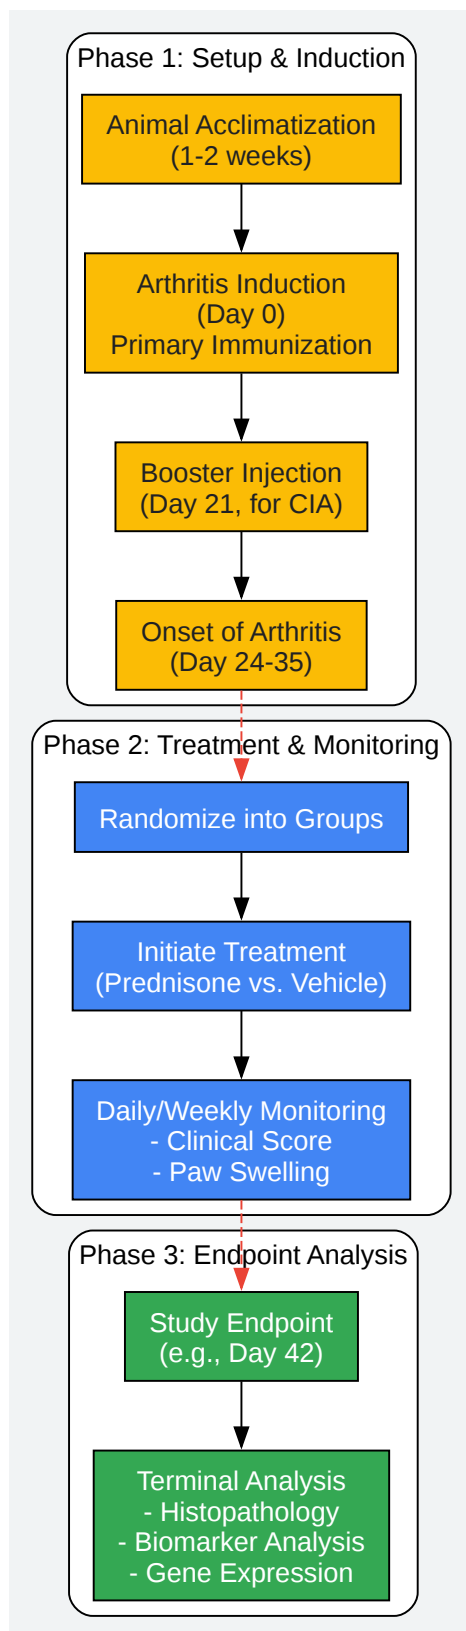 Phase 1: Setup & Induction
Animal Acclimatization
(1-2 weeks)
Arthritis Induction
(Day 0)
Primary Immunization
Booster Injection
(Day 21, for CIA)
Onset of Arthritis
(Day 24-35)
Phase 2: Treatment & Monitoring
Randomize into Groups
Initiate Treatment
(Prednisone vs. Vehicle)
Daily/Weekly Monitoring
- Clinical Score
- Paw Swelling
Phase 3: Endpoint Analysis
Study Endpoint
(e.g., Day 42)
Terminal Analysis
- Histopathology
- Biomarker Analysis
- Gene Expression